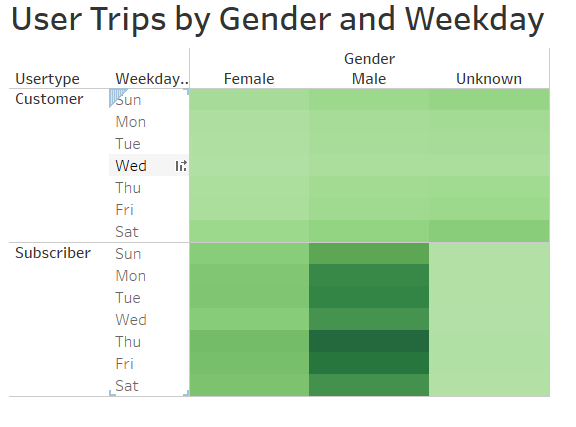 User Trips by Gender and Weekday
Gender
Usertype Weekday.. Female Male Unknown
Customer Sun
Mon
Tue
Wed
Thu
Fri
Sat
Subscriber Sun
Mon
Tue
Wed
Thu
Fri
Sat